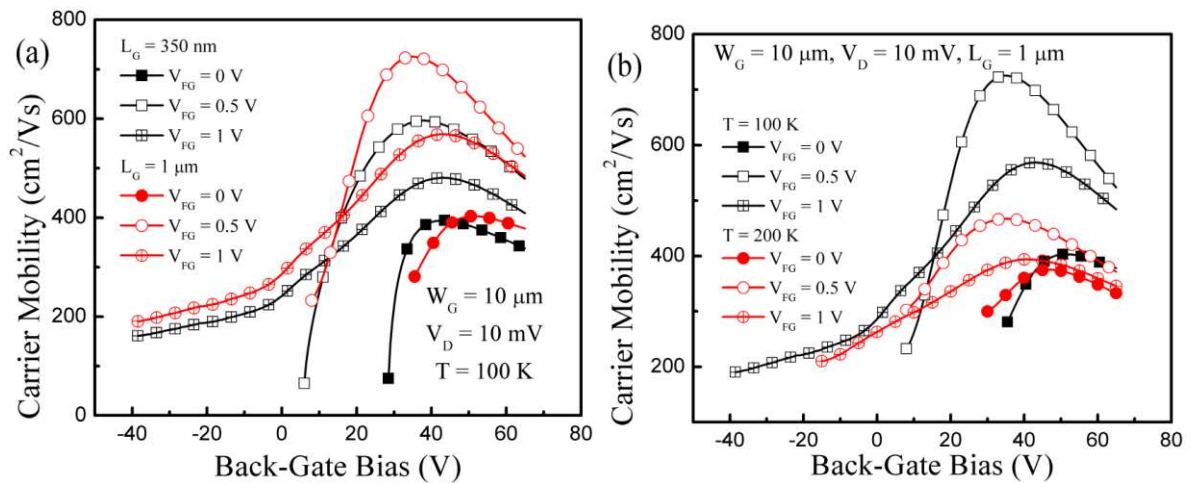 (a)
L_G = 350 nm
V_FG = 0 V
V_FG = 0.5 V
V_FG = 1 V
L_G = 1 μm
V_FG = 0 V
V_FG = 0.5 V
V_FG = 1 V
W_G = 10 μm
V_D = 10 mV
T = 100 K
Carrier Mobility (cm²/Vs)
800
600
400
200
0
-40 -20 0 20 40 60 80
Back-Gate Bias (V)
(b)
W_G = 10 μm, V_D = 10 mV, L_G = 1 μm
T = 100 K
V_FG = 0 V
V_FG = 0.5 V
V_FG = 1 V
T = 200 K
V_FG = 0 V
V_FG = 0.5 V
V_FG = 1 V
Carrier Mobility (cm²/Vs)
800
600
400
200
-40 -20 0 20 40 60 80
Back-Gate Bias (V)